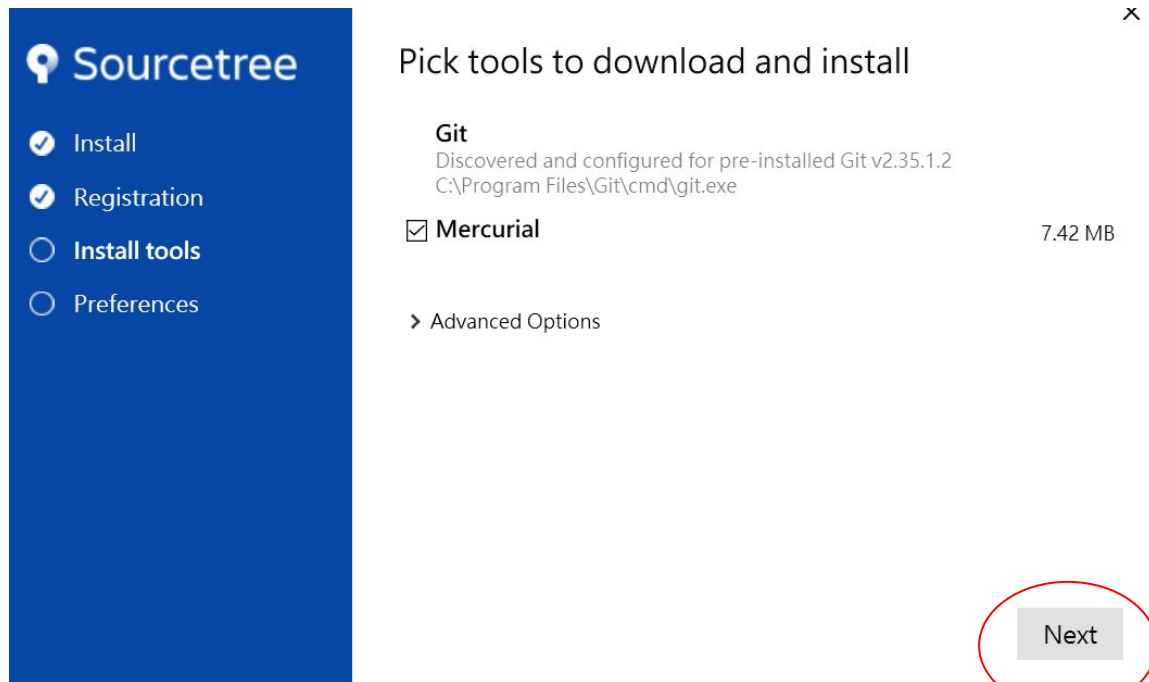 Sourcetree
Install
Registration
Install tools
Preferences
Pick tools to download and install
Git
Discovered and configured for pre-installed Git v2.35.1.2
C:\Program Files\Git\cmd\git.exe
Mercurial 7.42 MB
Advanced Options
Next